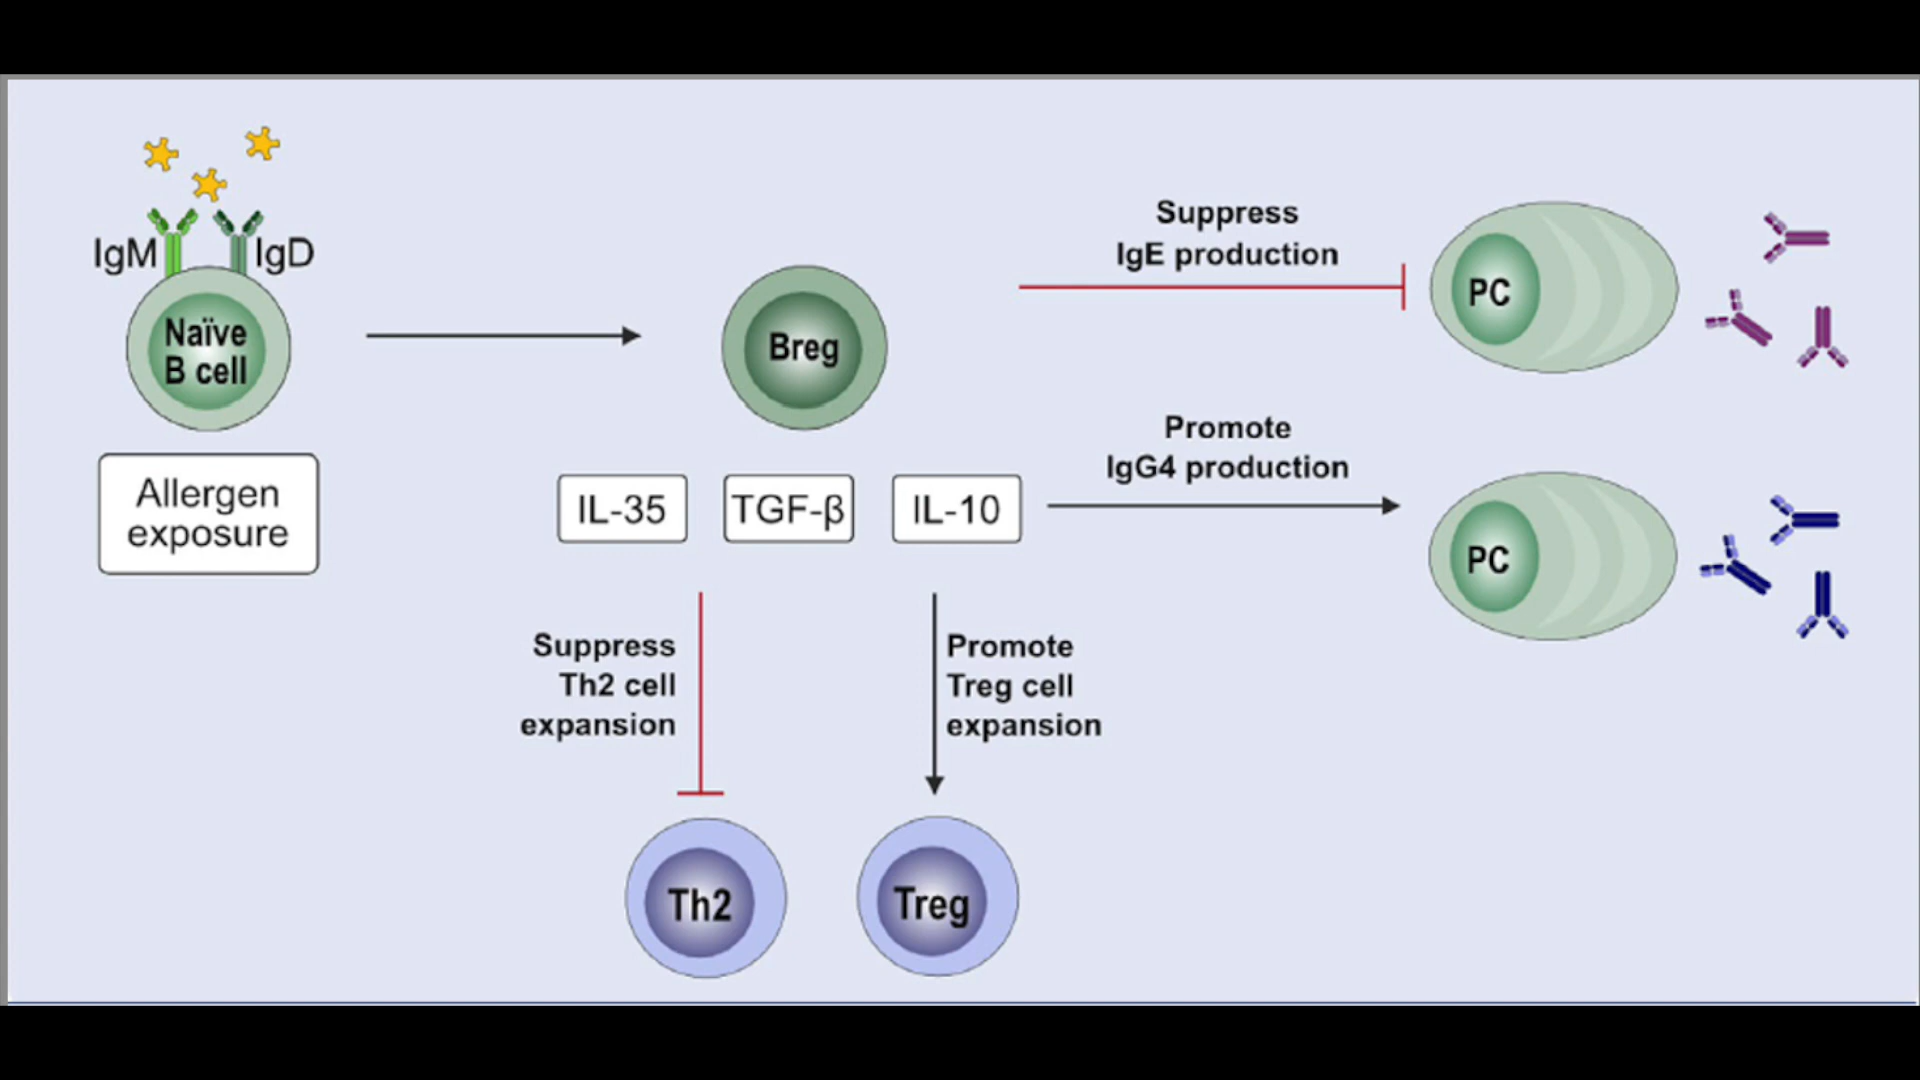 IgM
IgD
Naïve
B cell
Allergen
exposure
Breg
IL-35
TGF-β
IL-10
Suppress
IgE production
PC
Promote
IgG4 production
PC
Suppress
Th2 cell
expansion
Promote
Treg cell
expansion
Th2
Treg